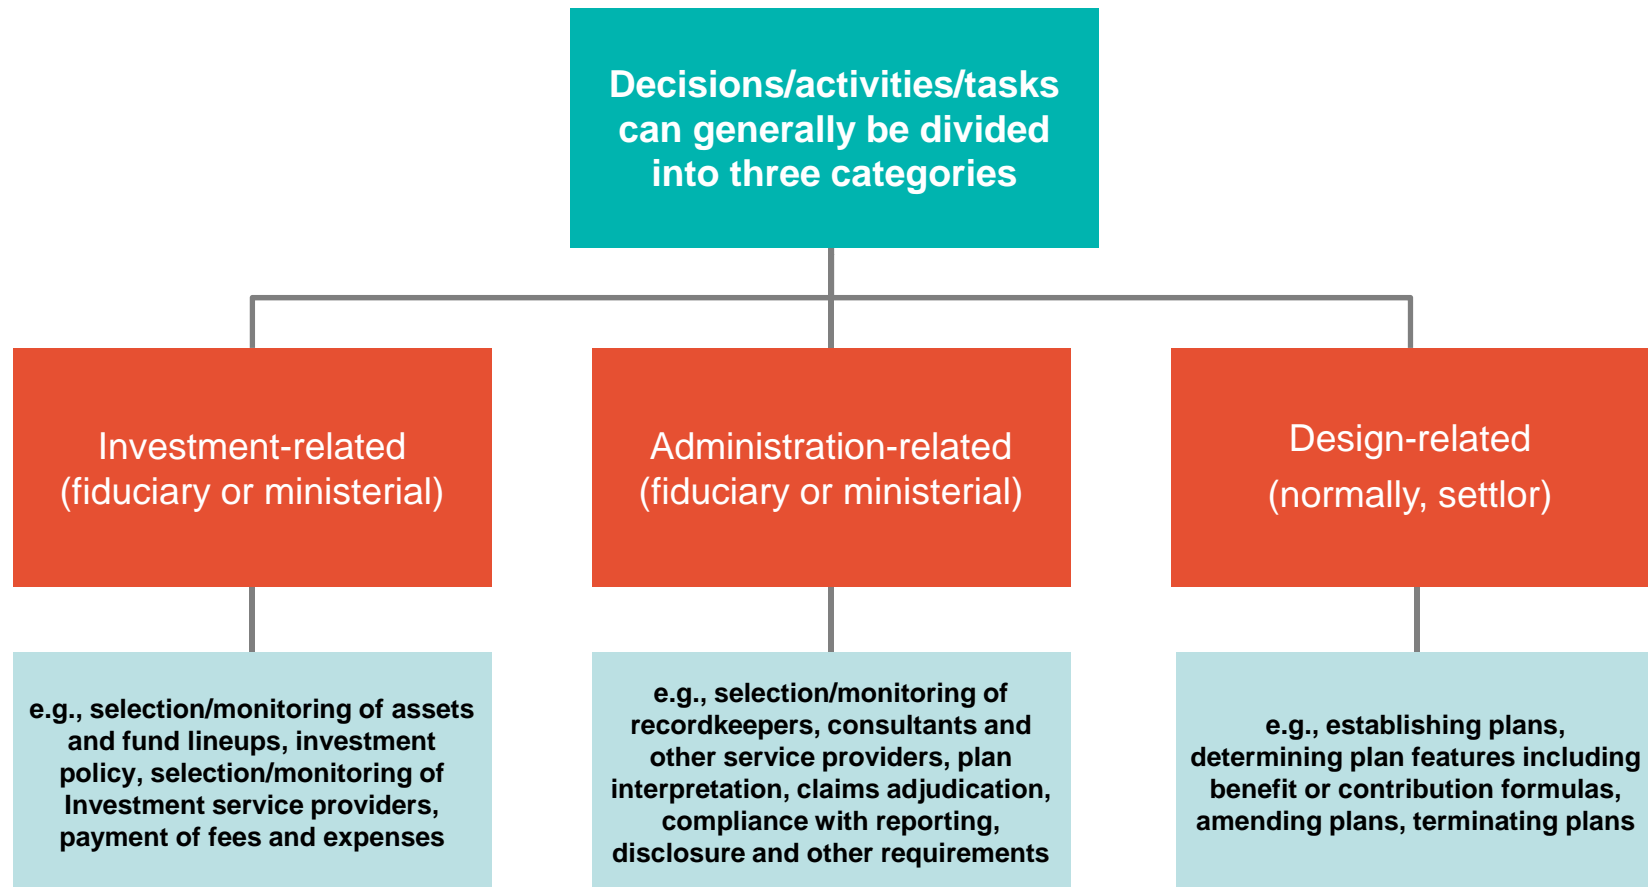 Decisions/activities/tasks
can generally be divided
into three categories
Investment-related
(fiduciary or ministerial)
Administration-related
(fiduciary or ministerial)
Design-related
(normally, settlor)
e.g., selection/monitoring of assets
and fund lineups, investment
policy, selection/monitoring of
Investment service providers,
payment of fees and expenses
e.g., selection/monitoring of
recordkeepers, consultants and
other service providers, plan
interpretation, claims adjudication,
compliance with reporting,
disclosure and other requirements
e.g., establishing plans,
determining plan features including
benefit or contribution formulas,
amending plans, terminating plans